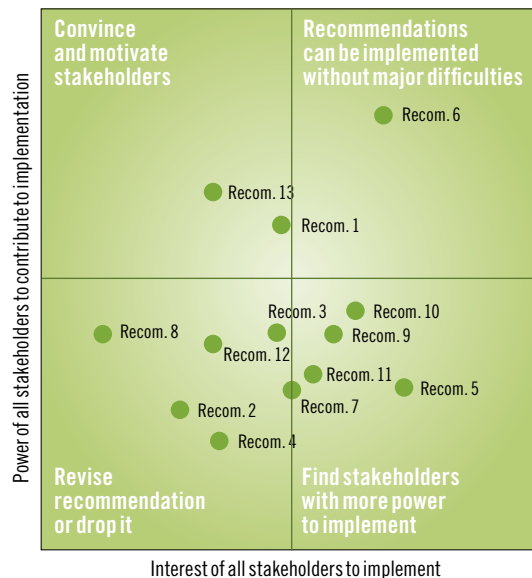 Convince
and motivate
stakeholders
Recommendations
can be implemented
without major difficulties
Recom. 6
Recom. 13
Recom. 1
Power of all stakeholders to contribute to implementation
Recom. 3
Recom. 10
Recom. 8
Recom. 9
Recom. 12
Recom. 11
Recom. 5
Recom. 7
Recom. 2
Recom. 4
Revise
recommendation
or drop it
Find stakeholders
with more power
to implement
Interest of all stakeholders to implement